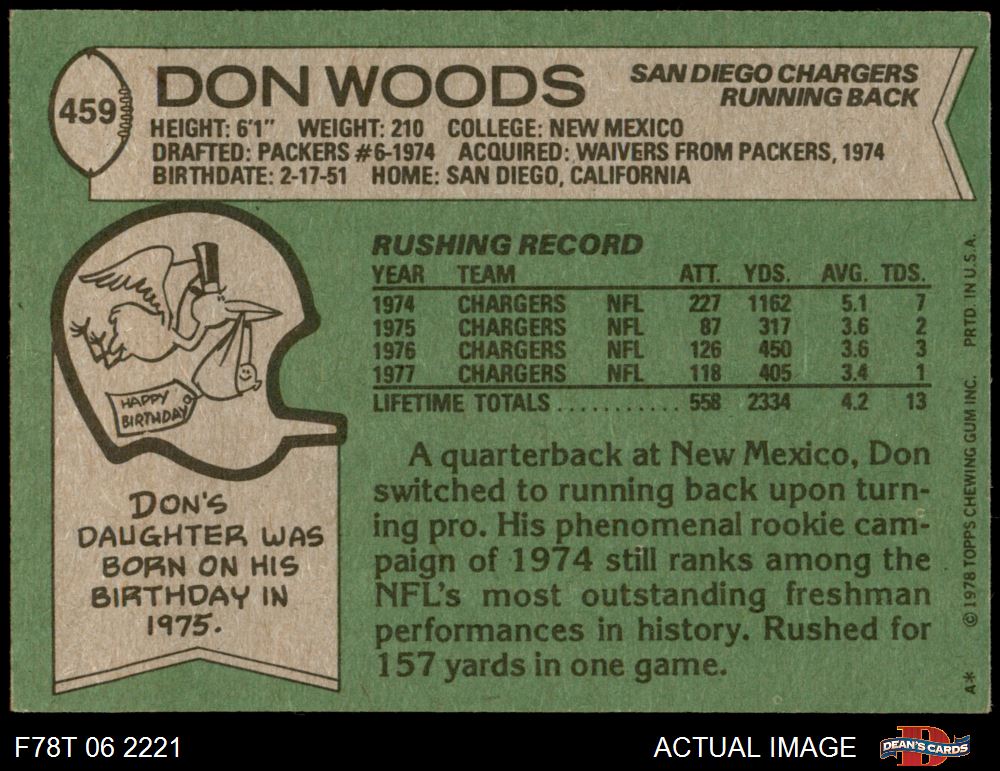 459
DON WOODS
SAN DIEGO CHARGERS
RUNNING BACK
HEIGHT: 6'1" WEIGHT: 210 COLLEGE: NEW MEXICO
DRAFTED: PACKERS #6-1974 ACQUIRED: WAIVERS FROM PACKERS, 1974
BIRTHDATE: 2-17-51 HOME: SAN DIEGO, CALIFORNIA
HAPPY
BIRTHDAY
DON'S
DAUGHTER WAS
BORN ON HIS
BIRTHDAY IN
1975.
RUSHING RECORD
YEAR TEAM ATT. YDS. AVG. TDS.
1974 CHARGERS NFL 227 1162 5.1 7
1975 CHARGERS NFL 87 317 3.6 2
1976 CHARGERS NFL 126 450 3.6 3
1977 CHARGERS NFL 118 405 3.4 1
LIFETIME TOTALS........... 558 2334 4.2 13
A quarterback at New Mexico, Don
switched to running back upon turn-
ing pro. His phenomenal rookie cam-
paign of 1974 still ranks among the
NFL's most outstanding freshman
performances in history. Rushed for
157 yards in one game.
A* © 1978 TOPPS CHEWING GUM INC. PRTD. IN U.S.A.
F78T 06 2221
ACTUAL IMAGE
DEAN'S CARDS